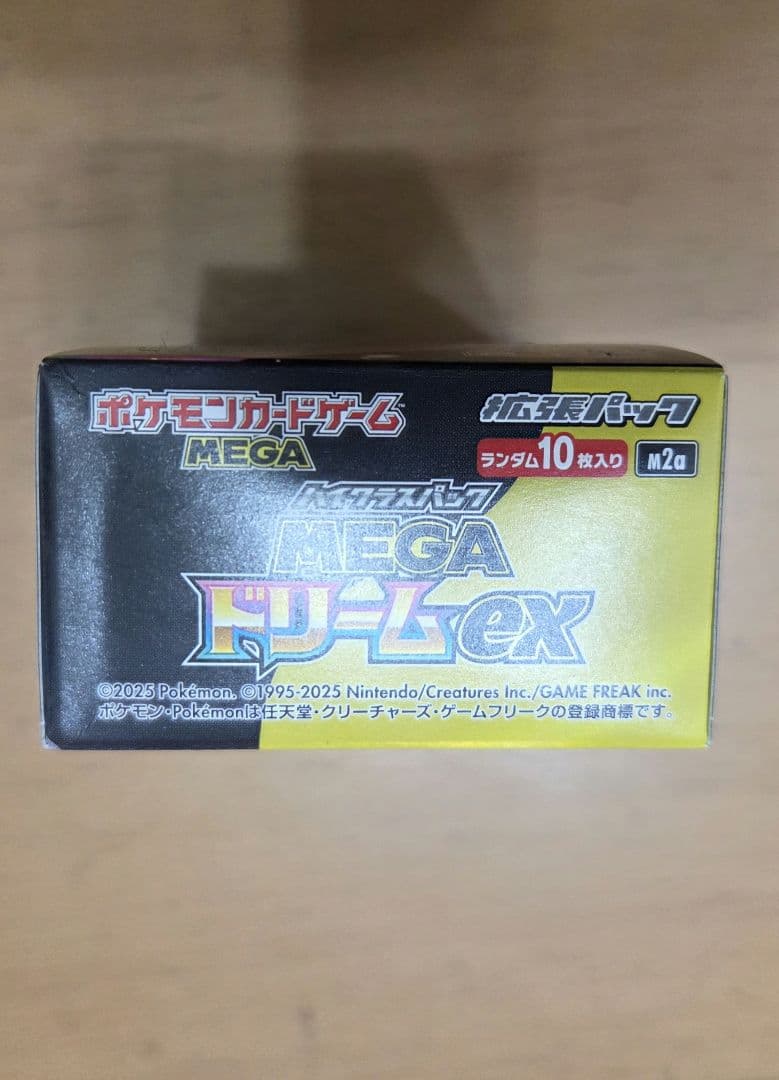 ポケモンカードゲーム™
MEGA
拡張パック
ランダム10枚入り
M2a
ハイクラスパック
MEGA
ドリームex
©2025 Pokémon. ©1995-2025 Nintendo/Creatures Inc./GAME FREAK inc.
ポケモン・Pokémonは任天堂・クリーチャーズ・ゲームフリークの登録商標です。